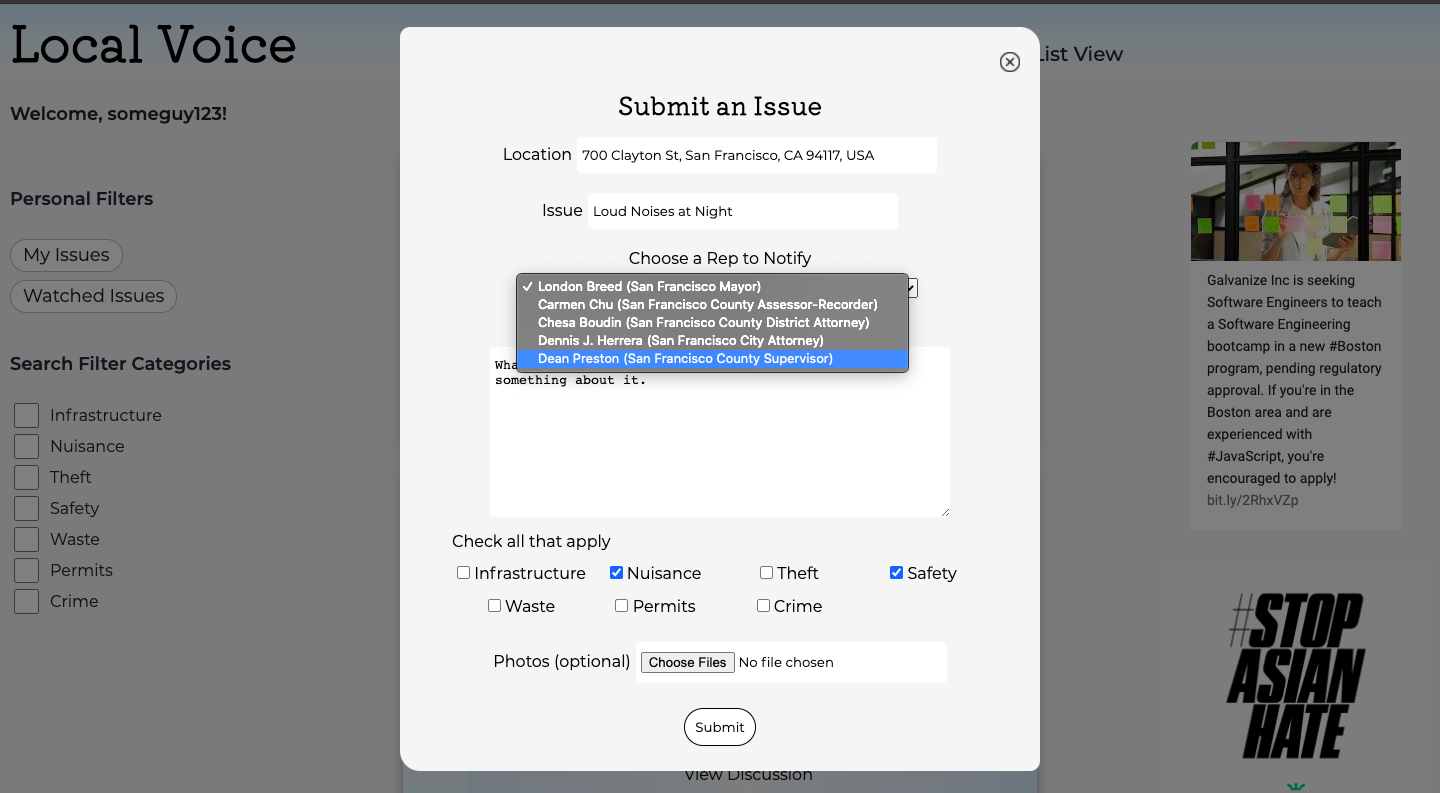 Local Voice
List View
Welcome, someguy123!
Personal Filters
My Issues
Watched Issues
Search Filter Categories
Infrastructure
Nuisance
Theft
Safety
Waste
Permits
Crime
Submit an Issue
Location 700 Clayton St, San Francisco, CA 94117, USA
Issue Loud Noises at Night
Choose a Rep to Notify
✓ London Breed (San Francisco Mayor)
Carmen Chu (San Francisco County Assessor-Recorder)
Chesa Boudin (San Francisco County District Attorney)
Dennis J. Herrera (San Francisco City Attorney)
Dean Preston (San Francisco County Supervisor)
something about it.
Check all that apply
Infrastructure Nuisance Theft Safety
Waste Permits Crime
Photos (optional) Choose Files No file chosen
Submit
View Discussion
Galvanize Inc is seeking
Software Engineers to teach
a Software Engineering
bootcamp in a new #Boston
program, pending regulatory
approval. If you're in the
Boston area and are
experienced with
#JavaScript, you're
encouraged to apply!
bit.ly/2RhxVZp
#STOP
ASIAN
HATE